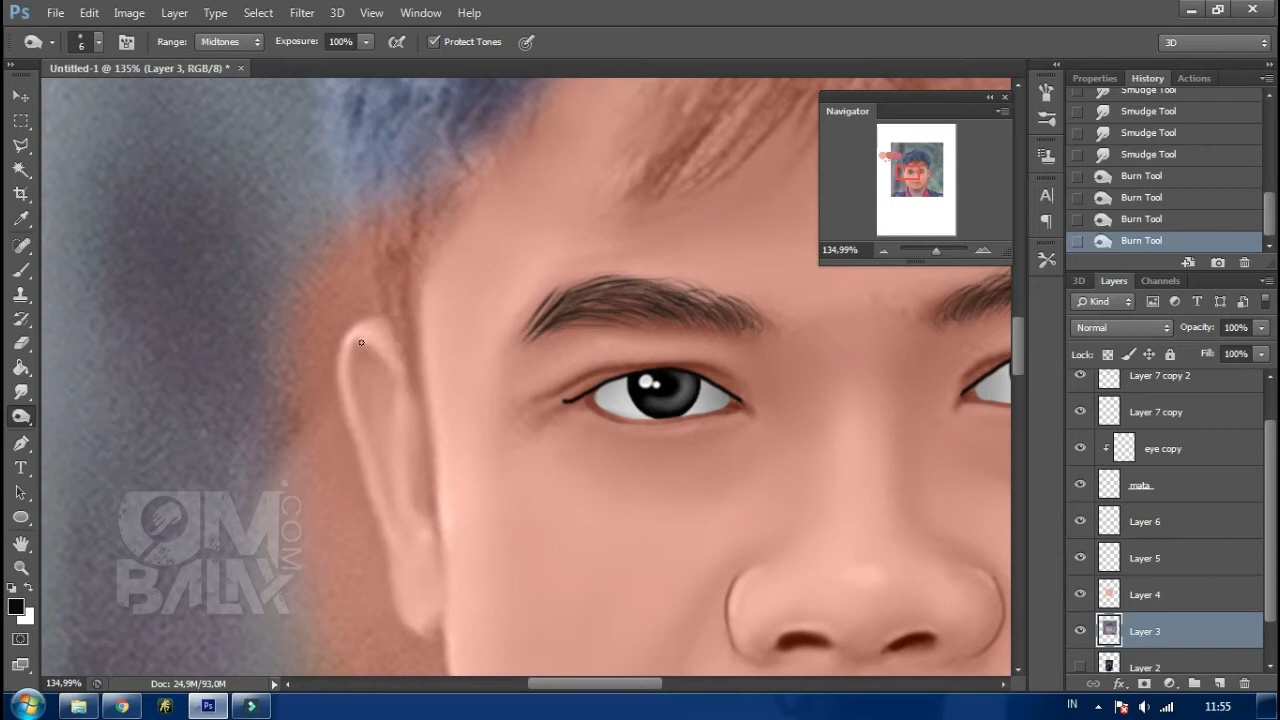 Ps File Edit Image Layer Type Select Filter 3D View Window Help
6 Range: Midtones Exposure: 100% Protect Tones 3D
Untitled-1 @ 135% (Layer 3, RGB/8) * ×
Properties History Actions
Smudge Tool
Smudge Tool
Smudge Tool
Smudge Tool
Burn Tool
Burn Tool
Burn Tool
Burn Tool
Navigator
134,99%
3D Layers Channels
Kind
Normal Opacity: 100%
Lock: Fill: 100%
Layer 7 copy 2
Layer 7 copy
eye copy
mata
Layer 6
Layer 5
Layer 4
Layer 3
Layer 2
OM
BALAK
.COM
134,99% Doc: 24,9M/93,0M
IN 11:55